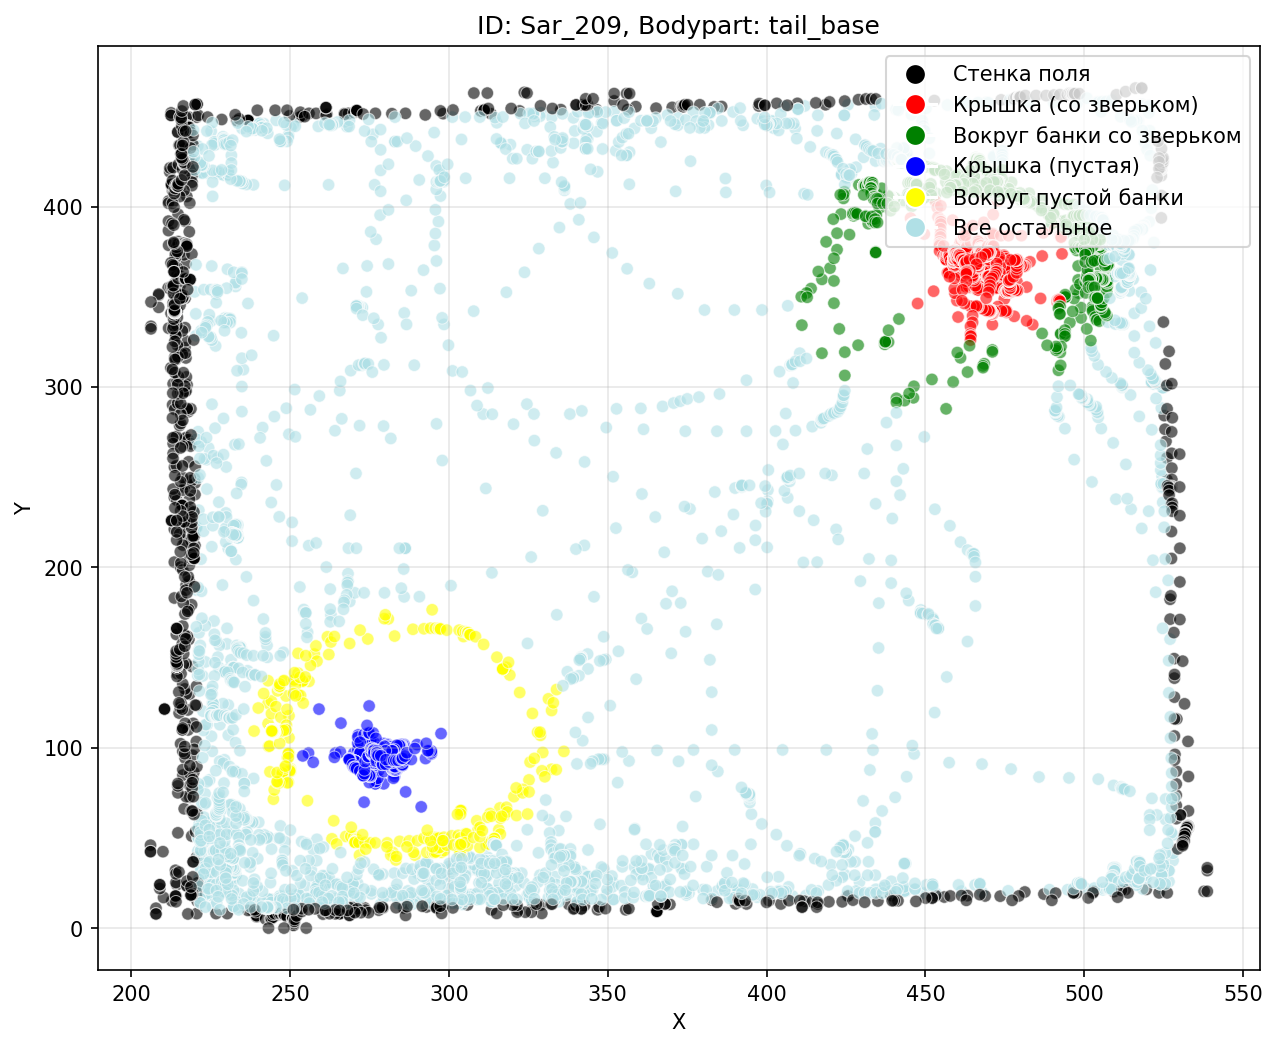 ID: Sar_209, Bodypart: tail_base
Стенка поля
Крышка (со зверьком)
Вокруг банки со зверьком
Крышка (пустая)
Вокруг пустой банки
Все остальное
400
300
200
100
0
Y
200 250 300 350 400 450 500 550
X